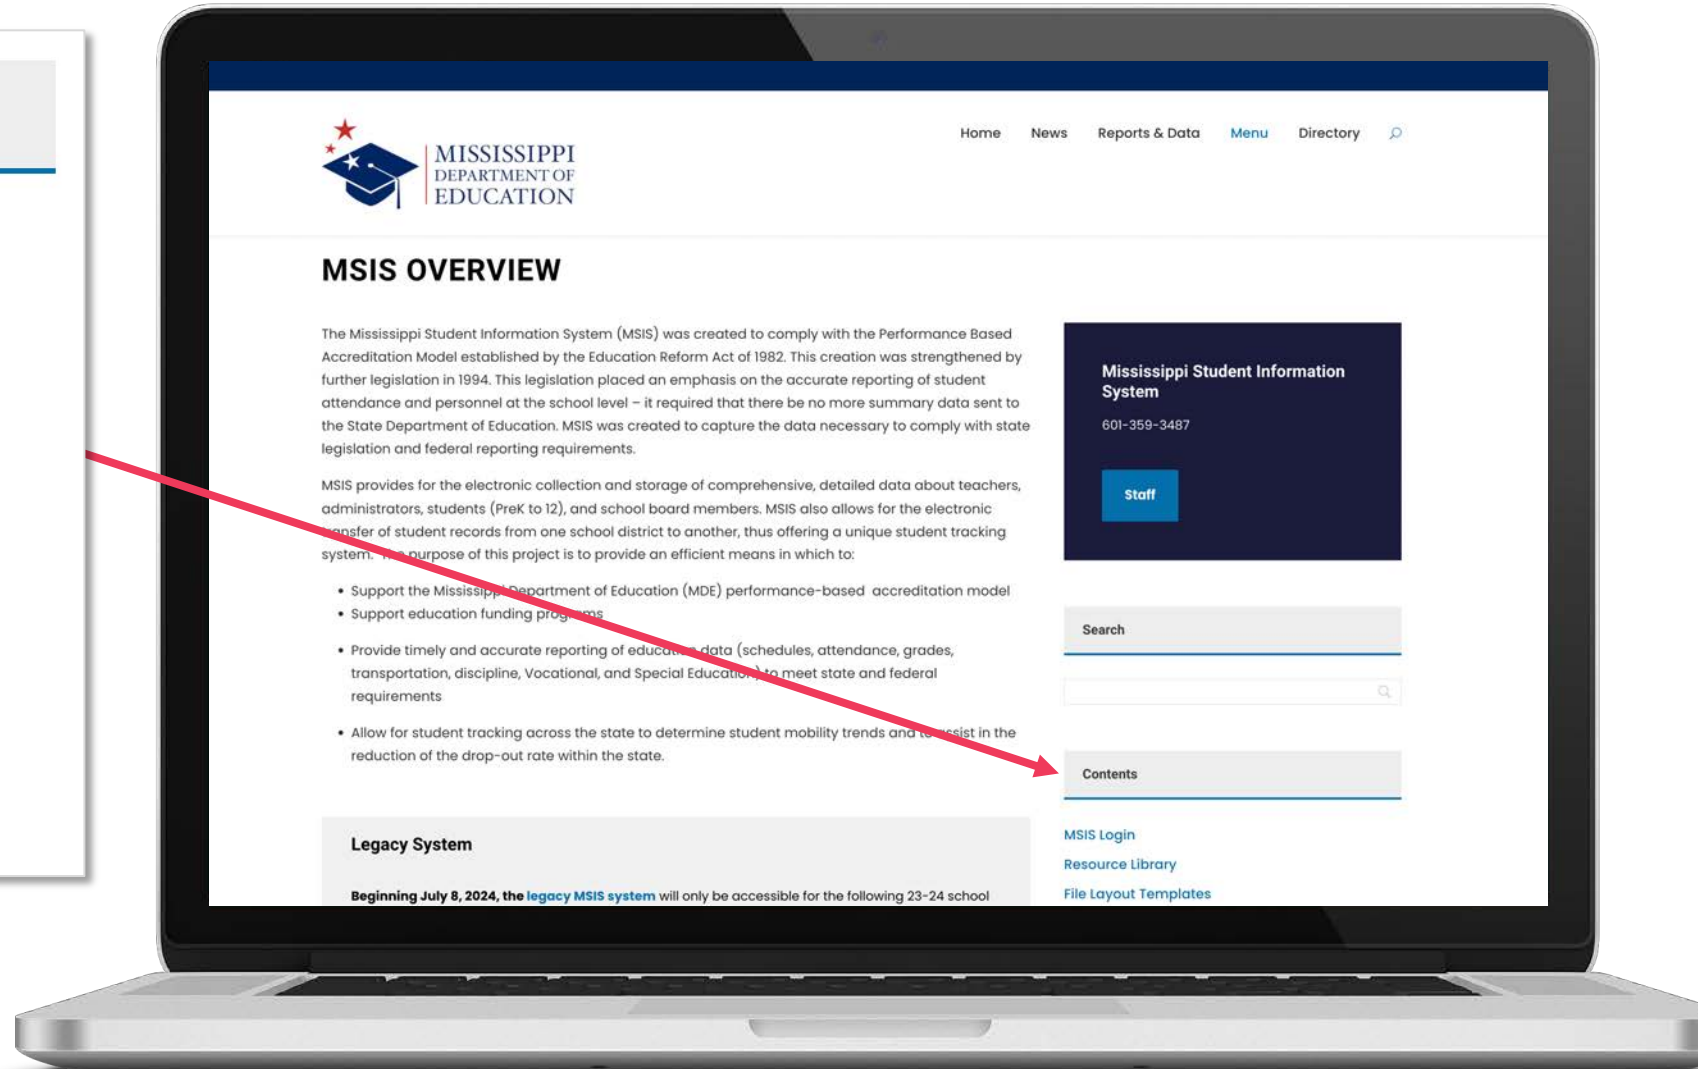 MISSISSIPPI
DEPARTMENT OF
EDUCATION
Home News Reports & Data Menu Directory
MSIS OVERVIEW
The Mississippi Student Information System (MSIS) was created to comply with the Performance Based
Accreditation Model established by the Education Reform Act of 1982. This creation was strengthened by
further legislation in 1994. This legislation placed an emphasis on the accurate reporting of student
attendance and personnel at the school level – it required that there be no more summary data sent to
the State Department of Education. MSIS was created to capture the data necessary to comply with state
legislation and federal reporting requirements.
MSIS provides for the electronic collection and storage of comprehensive, detailed data about teachers,
administrators, students (PreK to 12), and school board members. MSIS also allows for the electronic
transfer of student records from one school district to another, thus offering a unique student tracking
system. The purpose of this project is to provide an efficient means in which to:
• Support the Mississippi Department of Education (MDE) performance-based accreditation model
• Support education funding programs
• Provide timely and accurate reporting of education data (schedules, attendance, grades,
transportation, discipline, Vocational, and Special Education) to meet state and federal
requirements
• Allow for student tracking across the state to determine student mobility trends and to assist in the
reduction of the drop-out rate within the state.
Legacy System
Beginning July 8, 2024, the legacy MSIS system will only be accessible for the following 23-24 school
Mississippi Student Information
System
601-359-3487
Staff
Search
Contents
MSIS Login
Resource Library
File Layout Templates